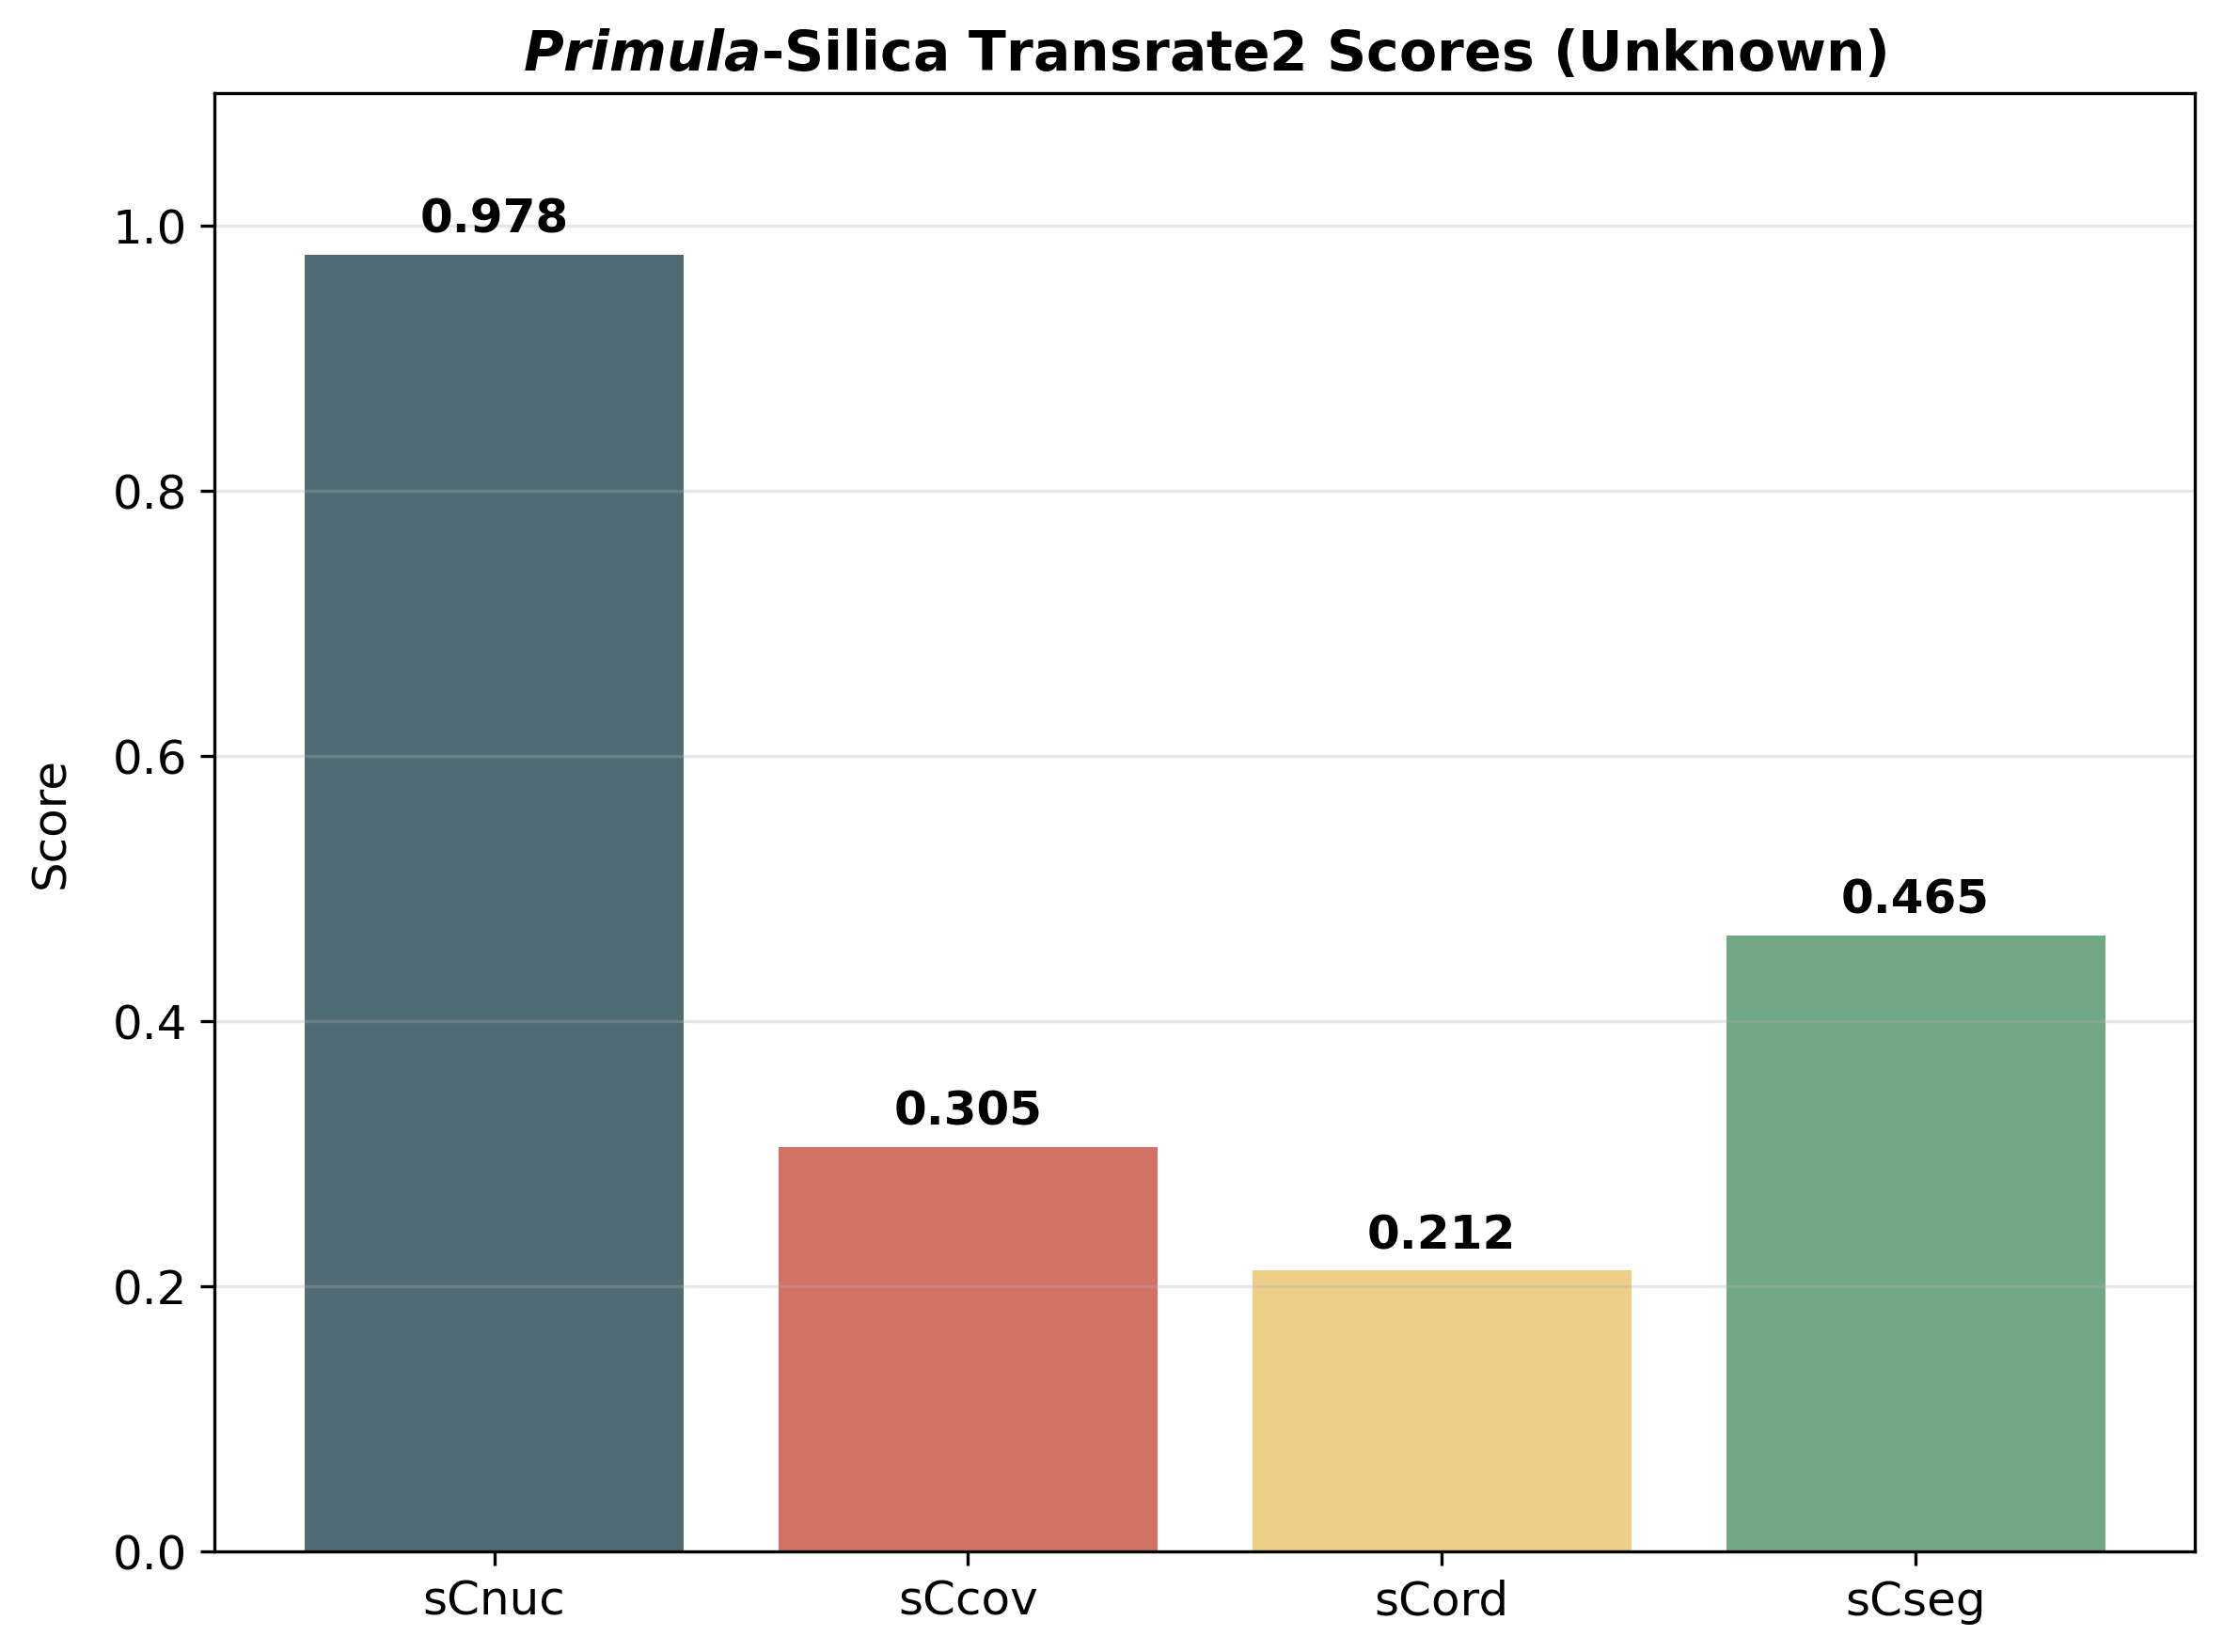 Primula-Silica Transrate2 Scores (Unknown)
Score
1.0
0.8
0.6
0.4
0.2
0.0
0.978
0.305
0.212
0.465
sCnuc
sCcov
sCord
sCseg